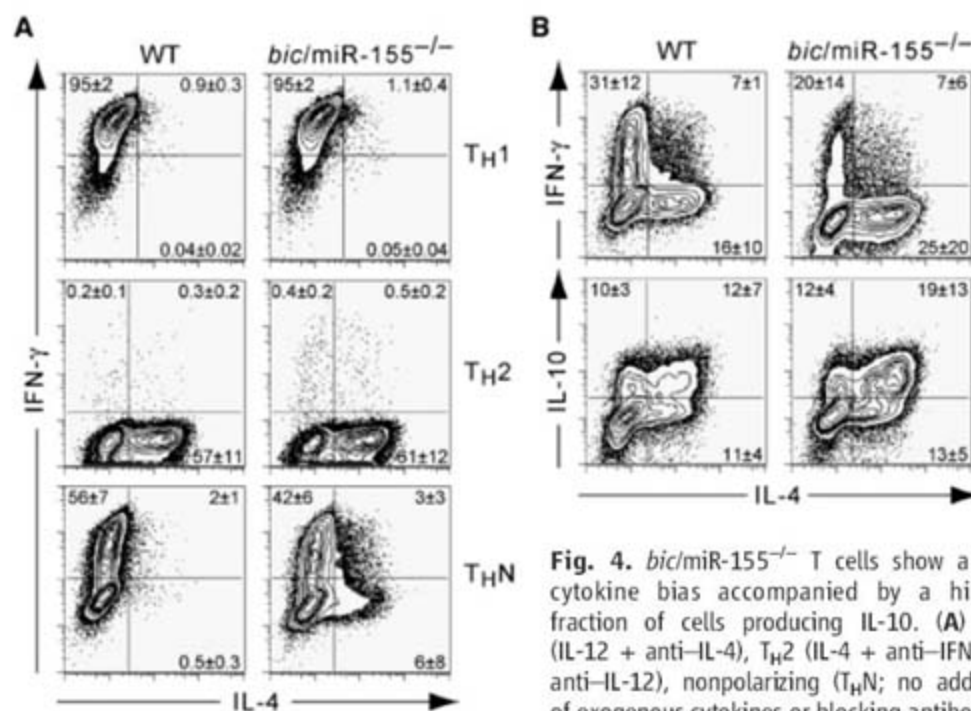 A
B
WT
bic/miR-155−/−
WT
bic/miR-155−/−
95±2
0.9±0.3
0.04±0.02
95±2
1.1±0.4
0.05±0.04
TH1
0.2±0.1
0.3±0.2
57±11
0.4±0.2
0.5±0.2
61±12
TH2
56±7
2±1
0.5±0.3
42±6
3±3
6±8
THN
IFN-γ
IL-4
31±12
7±1
16±10
20±14
7±6
25±20
IFN-γ
10±3
12±7
11±4
12±4
19±13
13±5
IL-10
IL-4
Fig. 4. bic/miR-155−/− T cells show a
cytokine bias accompanied by a hi
fraction of cells producing IL-10. (A)
(IL-12 + anti–IL-4), TH2 (IL-4 + anti–IFN
anti–IL-12), nonpolarizing (THN; no add
of exogenous cytokines or blocking antibo